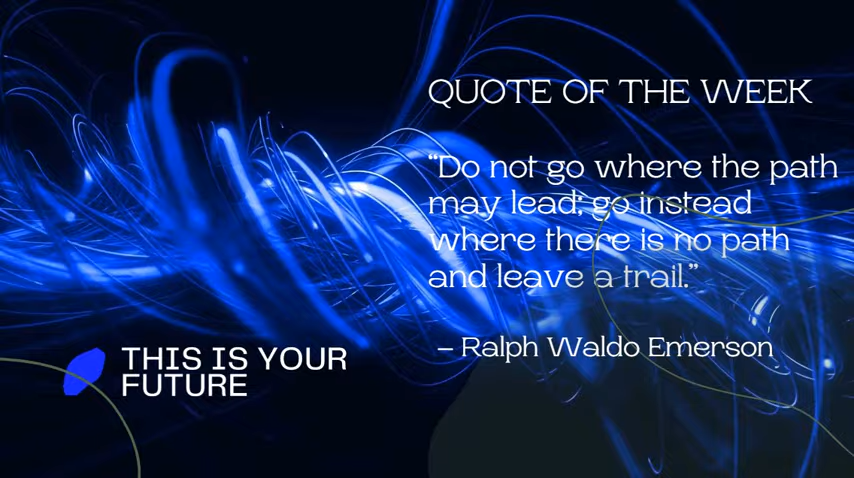 QUOTE OF THE WEEK
“Do not go where the path
may lead; go instead
where there is no path
and leave a trail.”
– Ralph Waldo Emerson
THIS IS YOUR
FUTURE